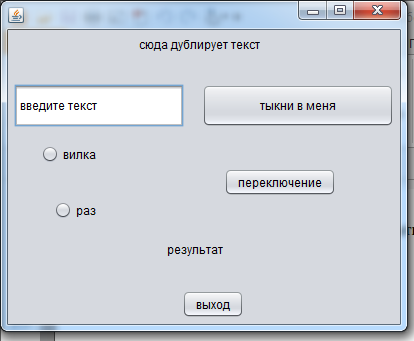 сюда дублирует текст
введите текст
тыкни в меня
вилка
переключение
раз
результат
выход